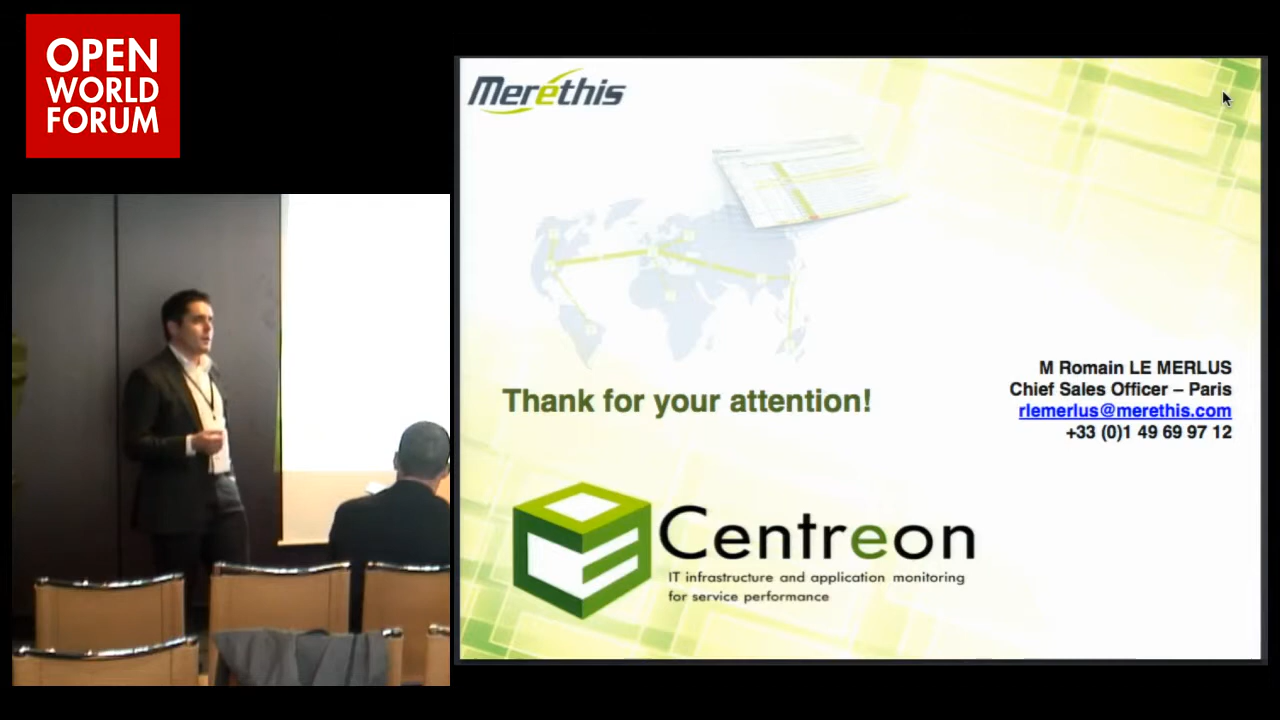 OPEN
WORLD
FORUM
Merethis
Thank for your attention!
M Romain LE MERLUS
Chief Sales Officer – Paris
rlemerlus@merethis.com
+33 (0)1 49 69 97 12
Centreon
IT infrastructure and application monitoring
for service performance